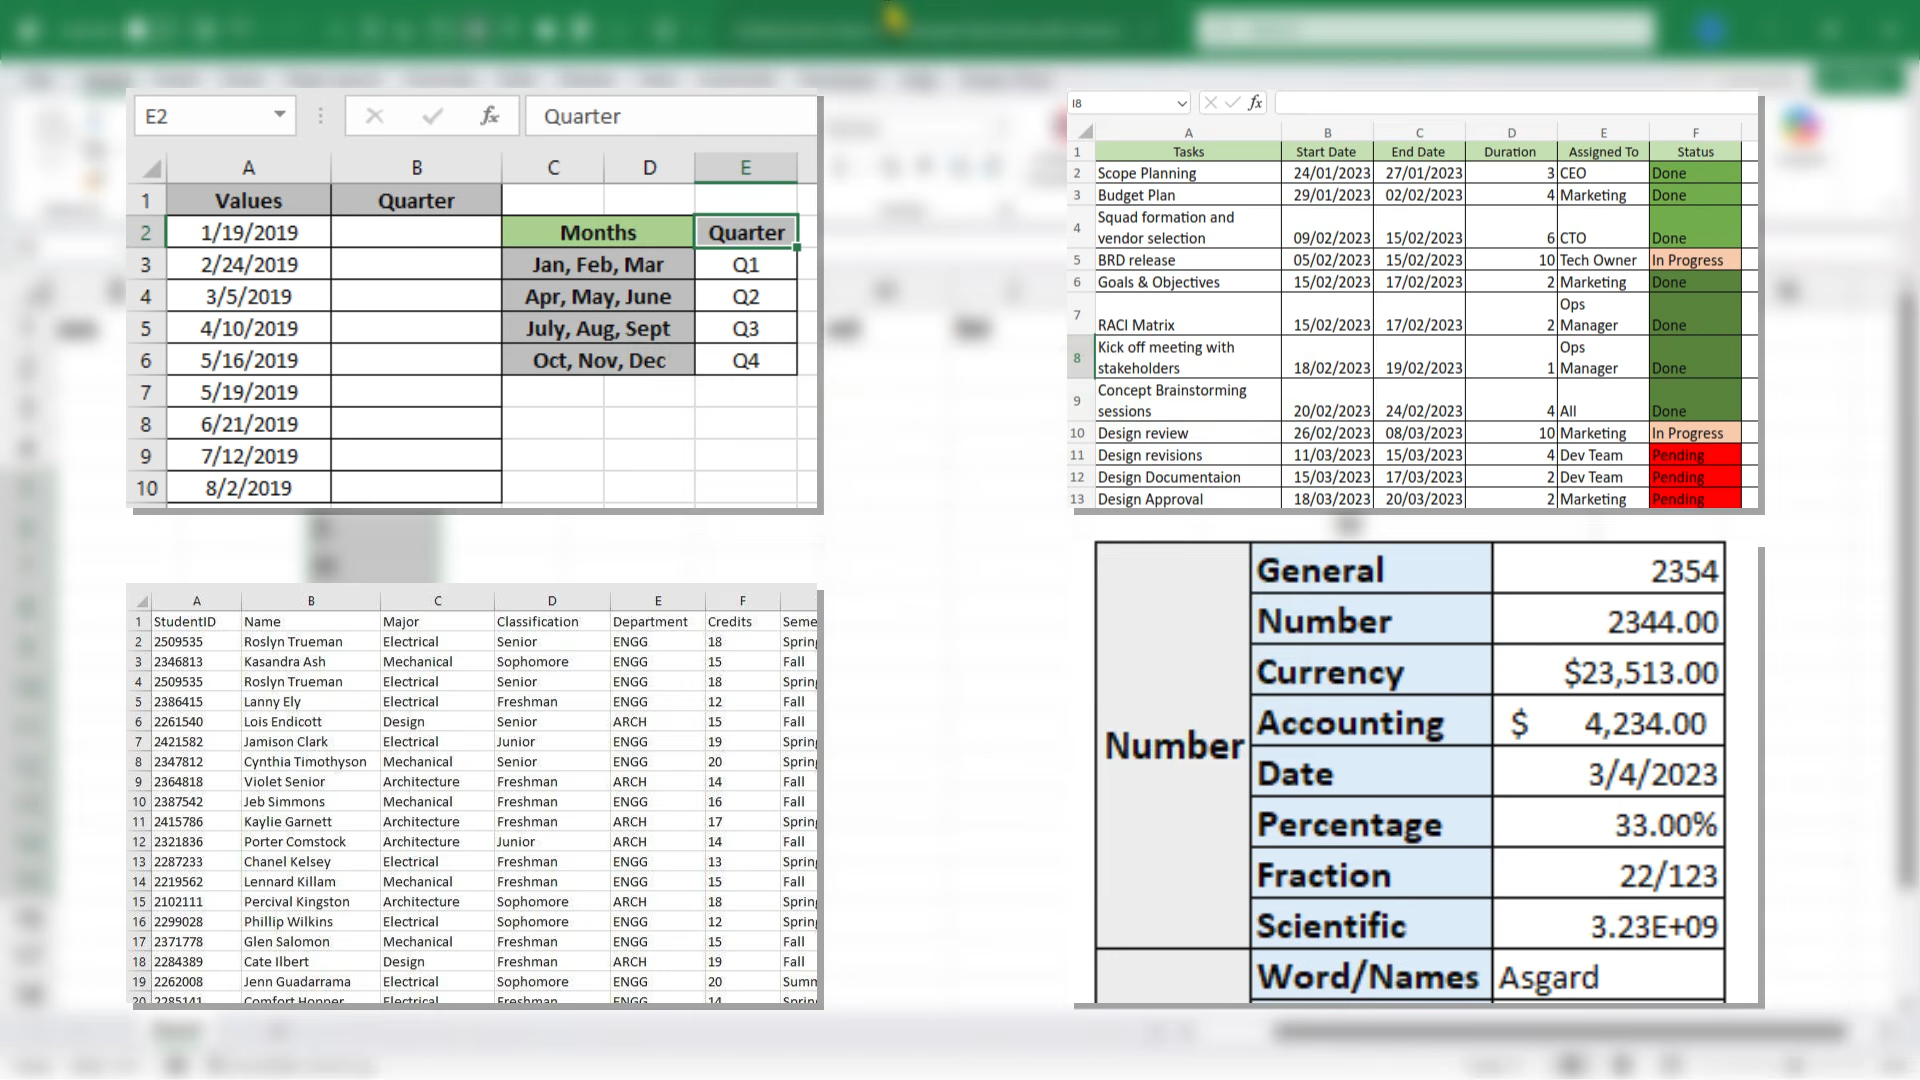 E2 fx Quarter
A B C D E
1 Values Quarter
2 1/19/2019 Months Quarter
3 2/24/2019 Jan, Feb, Mar Q1
4 3/5/2019 Apr, May, June Q2
5 4/10/2019 July, Aug, Sept Q3
6 5/16/2019 Oct, Nov, Dec Q4
7 5/19/2019
8 6/21/2019
9 7/12/2019
10 8/2/2019
I8 fx
A B C D E F
1 Tasks Start Date End Date Duration Assigned To Status
2 Scope Planning 24/01/2023 27/01/2023 3 CEO Done
3 Budget Plan 29/01/2023 02/02/2023 4 Marketing Done
Squad formation and
4 vendor selection 09/02/2023 15/02/2023 6 CTO Done
5 BRD release 05/02/2023 15/02/2023 10 Tech Owner In Progress
6 Goals & Objectives 15/02/2023 17/02/2023 2 Marketing Done
Ops
7 RACI Matrix 15/02/2023 17/02/2023 2 Manager Done
Kick off meeting with Ops
8 stakeholders 18/02/2023 19/02/2023 1 Manager Done
Concept Brainstorming
9 sessions 20/02/2023 24/02/2023 4 All Done
10 Design review 26/02/2023 08/03/2023 10 Marketing In Progress
11 Design revisions 11/03/2023 15/03/2023 4 Dev Team Pending
12 Design Documentaion 15/03/2023 17/03/2023 2 Dev Team Pending
13 Design Approval 18/03/2023 20/03/2023 2 Marketing Pending
A B C D E F
1 StudentID Name Major Classification Department Credits Seme
2 2509535 Roslyn Trueman Electrical Senior ENGG 18 Spring
3 2346813 Kasandra Ash Mechanical Sophomore ENGG 15 Fall
4 2509535 Roslyn Trueman Electrical Senior ENGG 18 Spring
5 2386415 Lanny Ely Electrical Freshman ENGG 12 Fall
6 2261540 Lois Endicott Design Senior ARCH 15 Fall
7 2421582 Jamison Clark Electrical Junior ENGG 19 Spring
8 2347812 Cynthia Timothyson Mechanical Senior ENGG 20 Spring
9 2364818 Violet Senior Architecture Freshman ARCH 14 Fall
10 2387542 Jeb Simmons Mechanical Freshman ENGG 16 Fall
11 2415786 Kaylie Garnett Architecture Freshman ARCH 17 Spring
12 2321836 Porter Comstock Architecture Junior ARCH 14 Fall
13 2287233 Chanel Kelsey Electrical Freshman ENGG 13 Spring
14 2219562 Lennard Killam Mechanical Freshman ENGG 15 Fall
15 2102111 Percival Kingston Architecture Sophomore ARCH 18 Spring
16 2299028 Phillip Wilkins Electrical Sophomore ENGG 12 Spring
17 2371778 Glen Salomon Mechanical Freshman ENGG 15 Fall
18 2284389 Cate Ilbert Design Freshman ARCH 19 Fall
19 2262008 Jenn Guadarrama Electrical Sophomore ENGG 20 Summ
20 2285141 Comfort Hopper Electrical Freshman ENGG 14 Spring
General 2354
Number 2344.00
Currency $23,513.00
Accounting $ 4,234.00
Number
Date 3/4/2023
Percentage 33.00%
Fraction 22/123
Scientific 3.23E+09
Word/Names Asgard